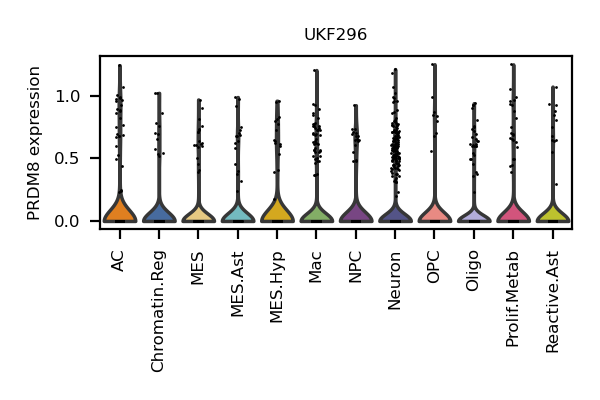 UKF296
PRDM8 expression
1.0
0.5
0.0
AC
Chromatin.Reg
MES
MES.Ast
MES.Hyp
Mac
NPC
Neuron
OPC
Oligo
Prolif.Metab
Reactive.Ast